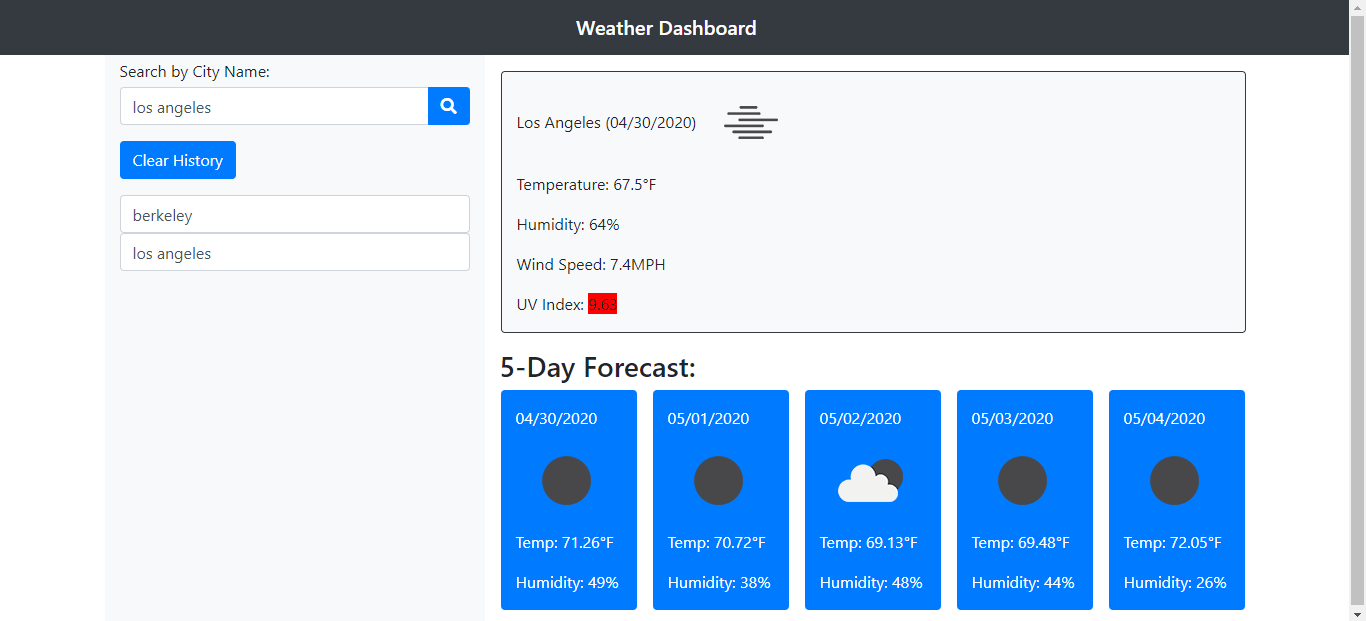 Weather Dashboard
Search by City Name:
los angeles
Clear History
berkeley
los angeles
Los Angeles (04/30/2020)
Temperature: 67.5°F
Humidity: 64%
Wind Speed: 7.4MPH
UV Index: 9.63
5-Day Forecast:
04/30/2020
Temp: 71.26°F
Humidity: 49%
05/01/2020
Temp: 70.72°F
Humidity: 38%
05/02/2020
Temp: 69.13°F
Humidity: 48%
05/03/2020
Temp: 69.48°F
Humidity: 44%
05/04/2020
Temp: 72.05°F
Humidity: 26%